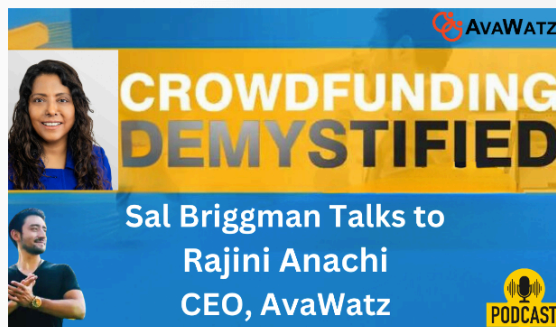 AVAWATZ
CROWDFUNDING
DEMYSTIFIED
Sal Briggman Talks to
Rajini Anachi
CEO, AvaWatz
PODCAST